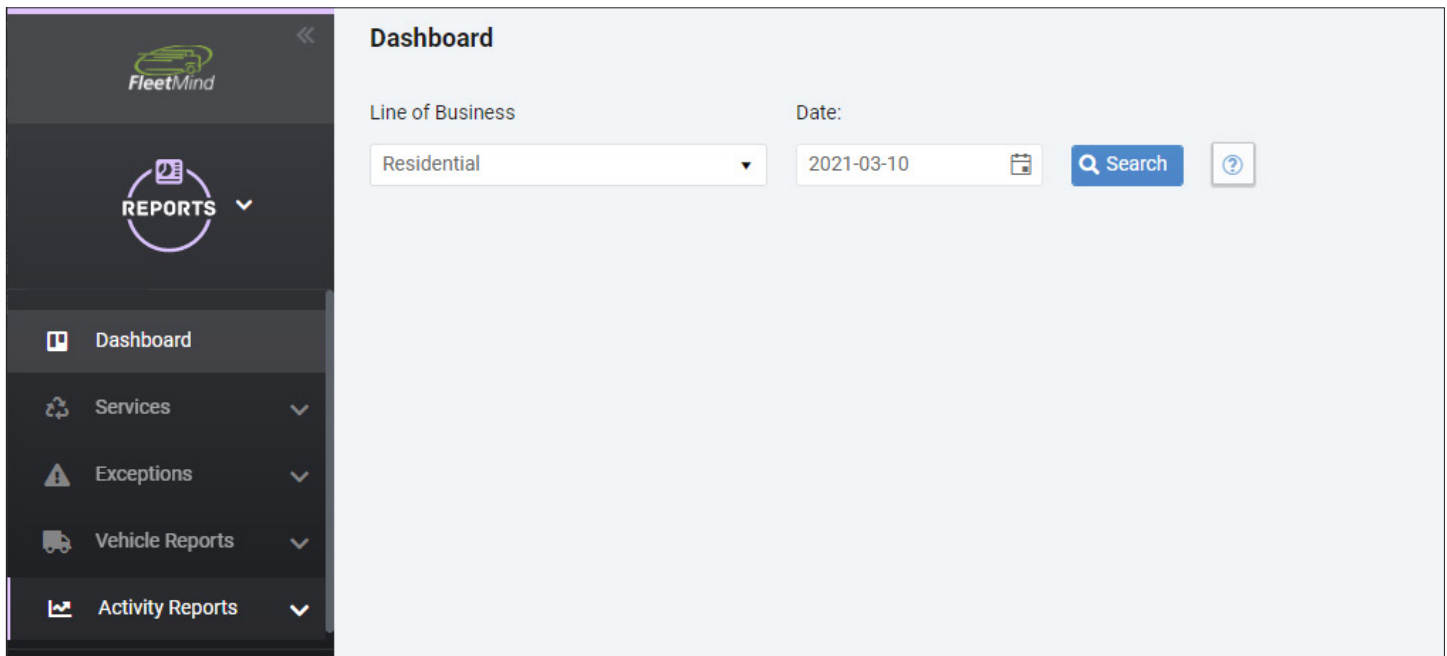 FleetMind
REPORTS
Dashboard
Services
Exceptions
Vehicle Reports
Activity Reports
Dashboard
Line of Business
Date:
Residential
2021-03-10
Search